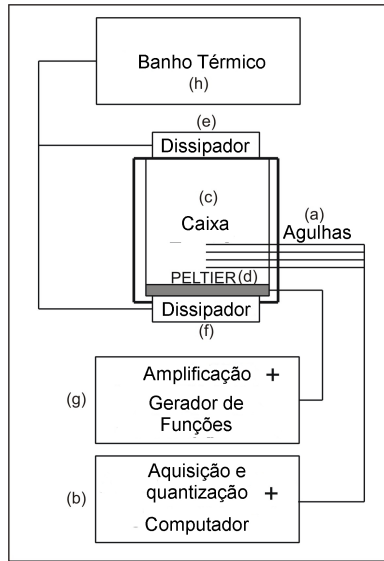 Banho Térmico
(h)
(e)
Dissipador
(c)
(a)
Caixa
Agulhas
PELTIER(d)
Dissipador
(f)
Amplificação +
(g)
Gerador de
Funções
Aquisição e
quantização +
(b)
Computador